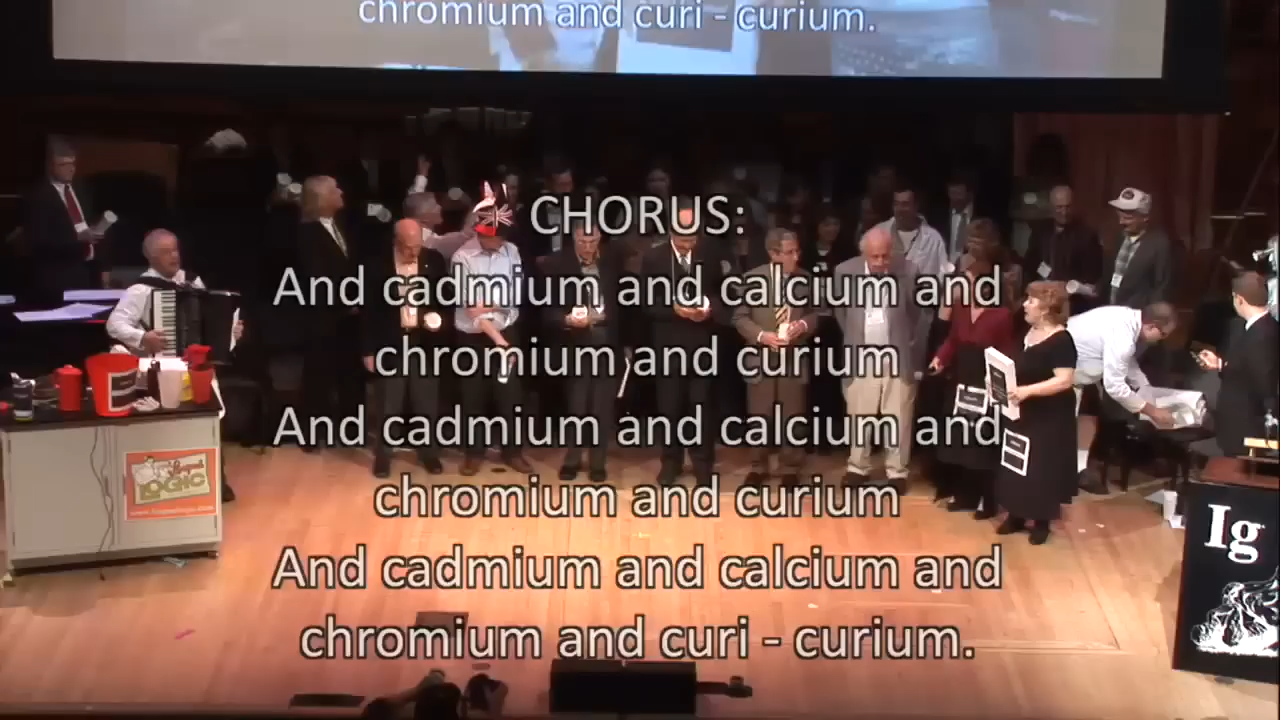 chromium and curi - curium.
CHORUS:
And cadmium and calcium and
chromium and curium
And cadmium and calcium and
chromium and curium
And cadmium and calcium and
chromium and curi - curium.
LOGIC
Ig